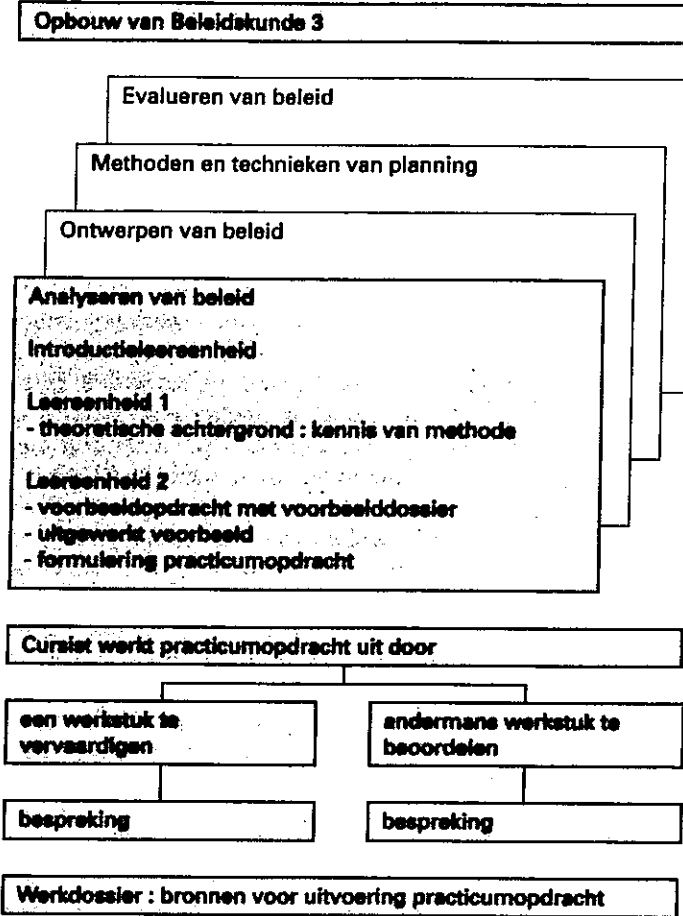 Opbouw van Beleidskunde 3
Evalueren van beleid
Methoden en technieken van planning
Ontwerpen van beleid
Analyseren van beleid
Introductieleereenheid
Leereenheid 1
- theoretische achtergrond : kennis van methode
Leereenheid 2
- voorbeeldopdracht met voorbeelddossier
- uitgewerkt voorbeeld
- formulering practicumopdracht
Cursist werkt practicumopdracht uit door
een werkstuk te
vervaardigen
andermans werkstuk te
beoordelen
bespreking
bespreking
Werkdossier : bronnen voor uitvoering practicumopdracht